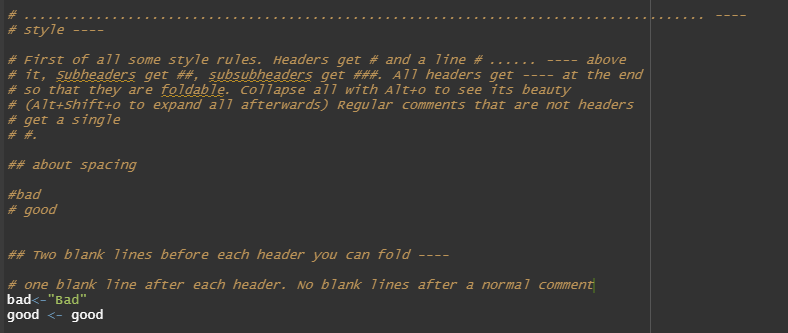 # .......................................................................................... ----
# style ----
# First of all some style rules. Headers get # and a line # ...... ---- above
# it, Subheaders get ##, subsubheaders get ###. All headers get ---- at the end
# so that they are foldable. Collapse all with Alt+o to see its beauty
# (Alt+Shift+o to expand all afterwards) Regular comments that are not headers
# get a single
# #.
## about spacing
#bad
# good
## Two blank lines before each header you can fold ----
# one blank line after each header. No blank lines after a normal comment
bad<-"Bad"
good <- good